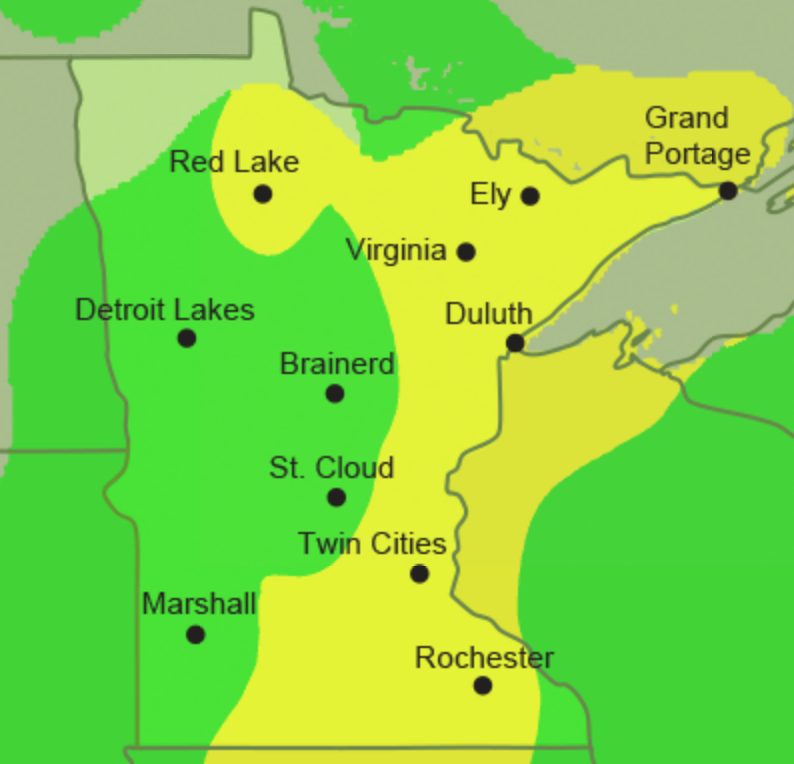 Grand
Portage
Red Lake
Ely
Virginia
Detroit Lakes
Duluth
Brainerd
St. Cloud
Twin Cities
Marshall
Rochester